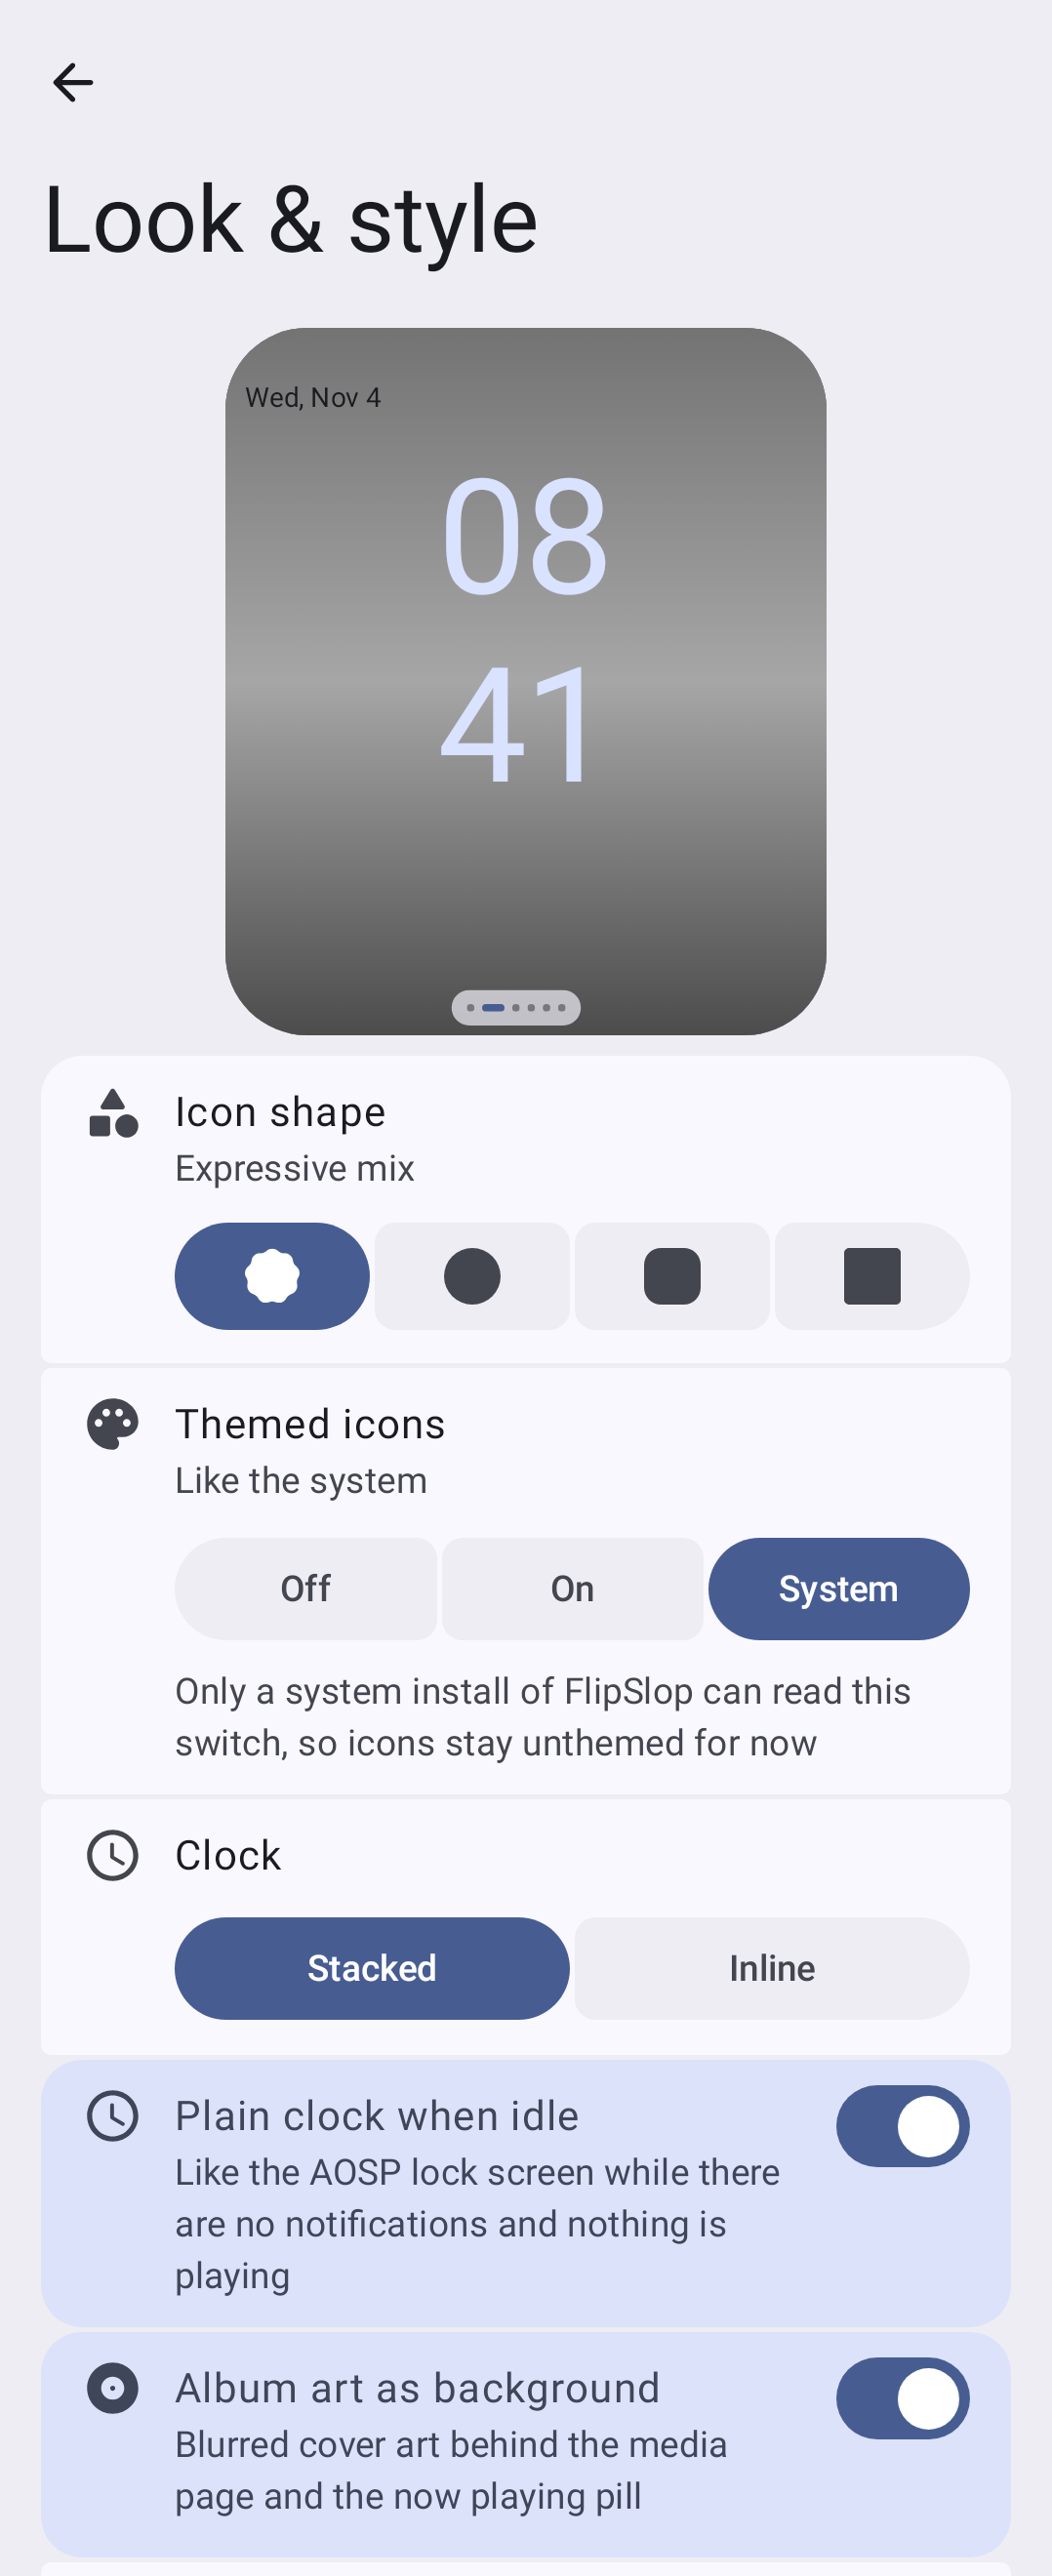 Look & style
Wed, Nov 4
08
41
Icon shape
Expressive mix
Themed icons
Like the system
Off
On
System
Only a system install of FlipSlop can read this
switch, so icons stay unthemed for now
Clock
Stacked
Inline
Plain clock when idle
Like the AOSP lock screen while there
are no notifications and nothing is
playing
Album art as background
Blurred cover art behind the media
page and the now playing pill